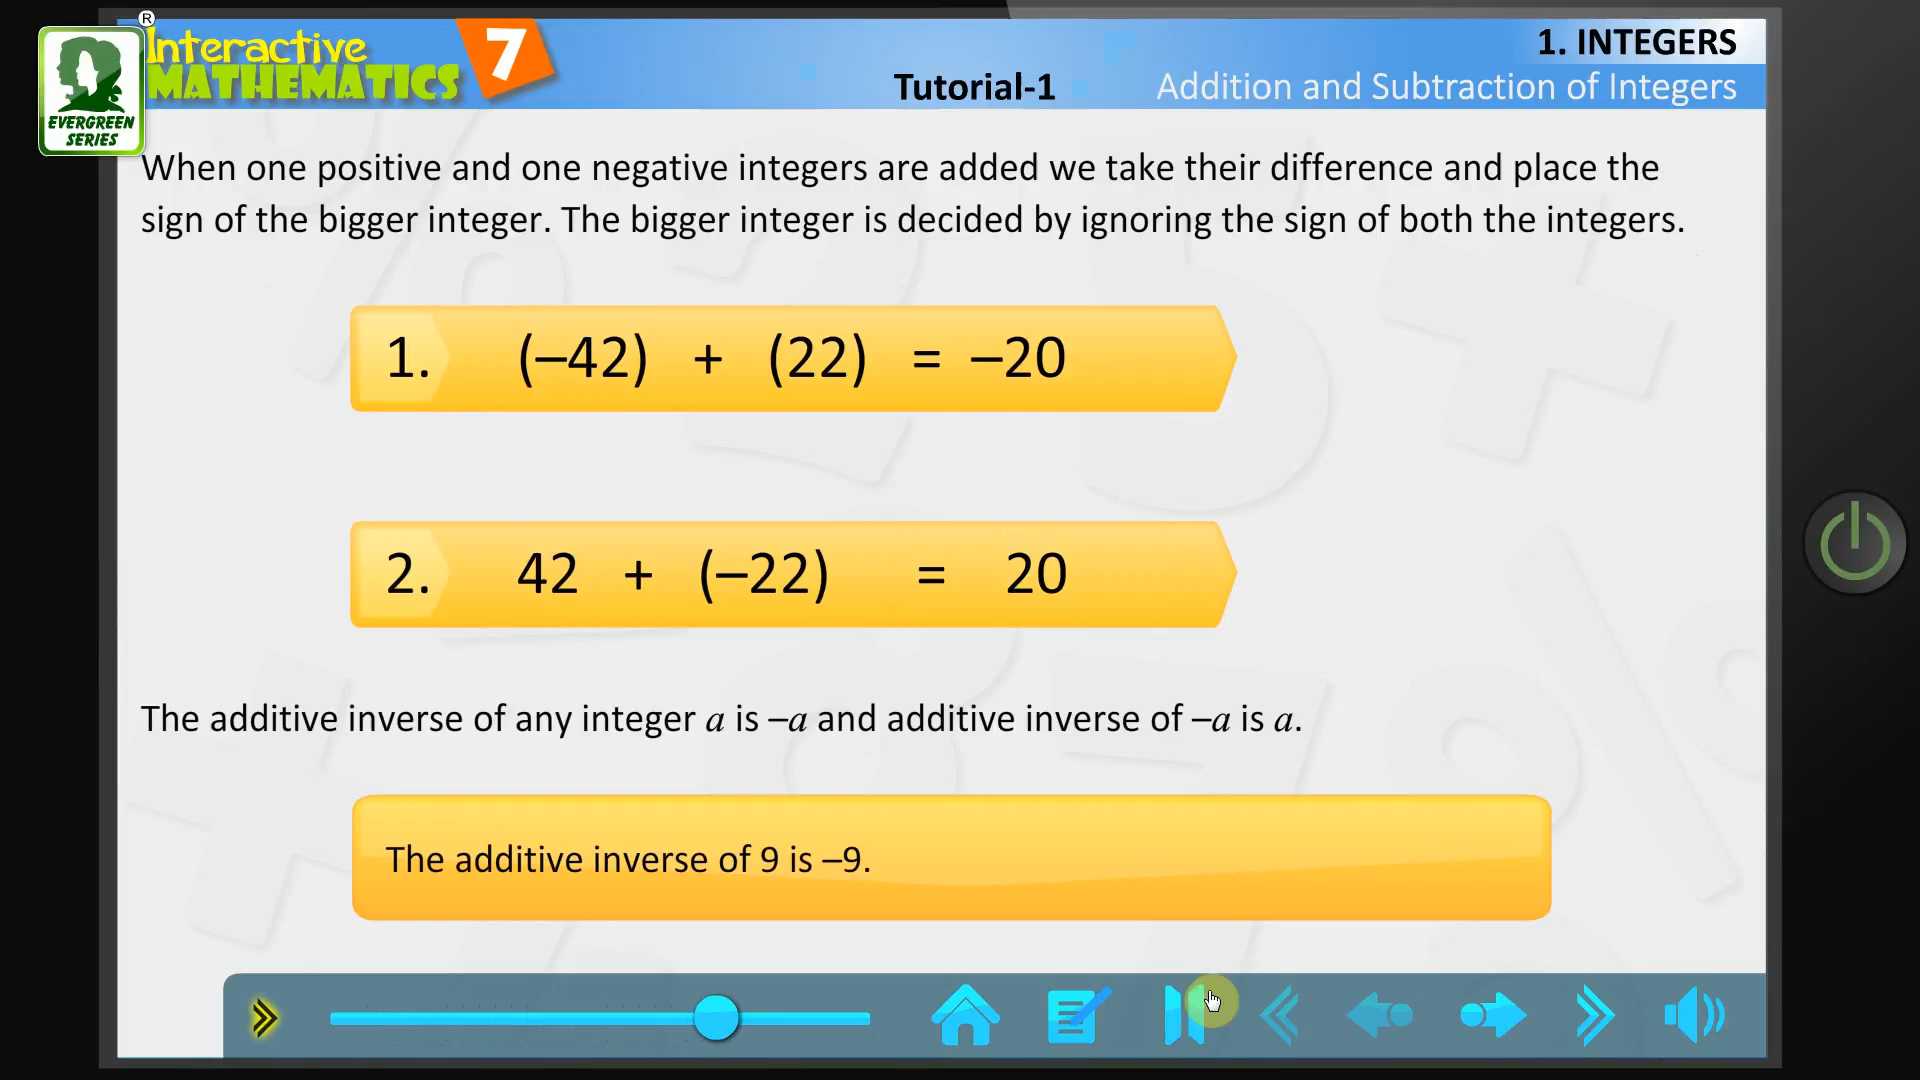 ®
Interactive
MATHEMATICS
7
EVERGREEN
SERIES
1. INTEGERS
Tutorial-1
Addition and Subtraction of Integers
When one positive and one negative integers are added we take their difference and place the
sign of the bigger integer. The bigger integer is decided by ignoring the sign of both the integers.
1. (–42) + (22) = –20
2. 42 + (–22) = 20
The additive inverse of any integer a is –a and additive inverse of –a is a.
The additive inverse of 9 is –9.